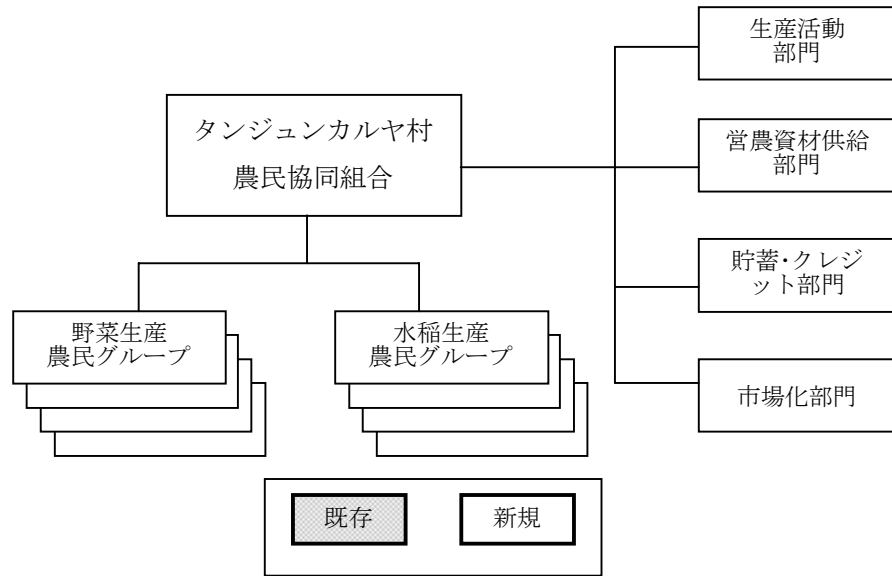 生産活動
部門
タンジュンカルヤ村
農民協同組合
営農資材供給
部門
貯蓄･クレジ
ット部門
野菜生産
農民グループ
水稲生産
農民グループ
市場化部門
既存
新規